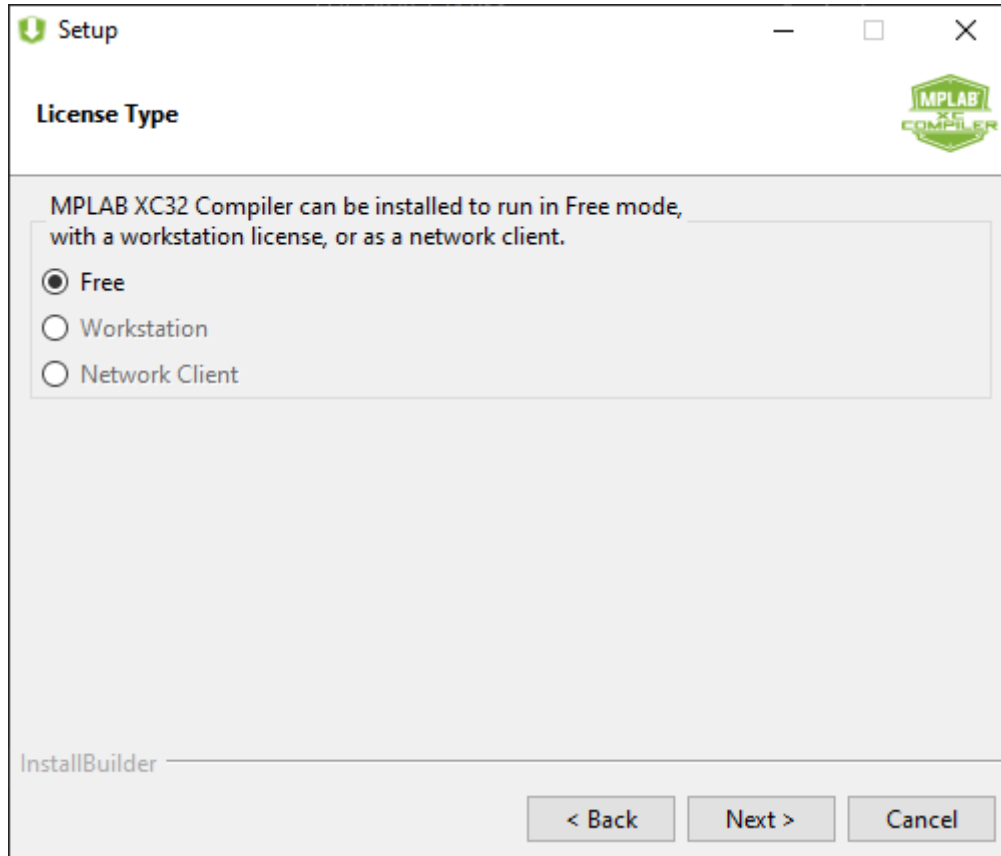 Setup
License Type
MPLAB
XC
COMPILER
MPLAB XC32 Compiler can be installed to run in Free mode,
with a workstation license, or as a network client.
Free
Workstation
Network Client
InstallBuilder
< Back
Next >
Cancel